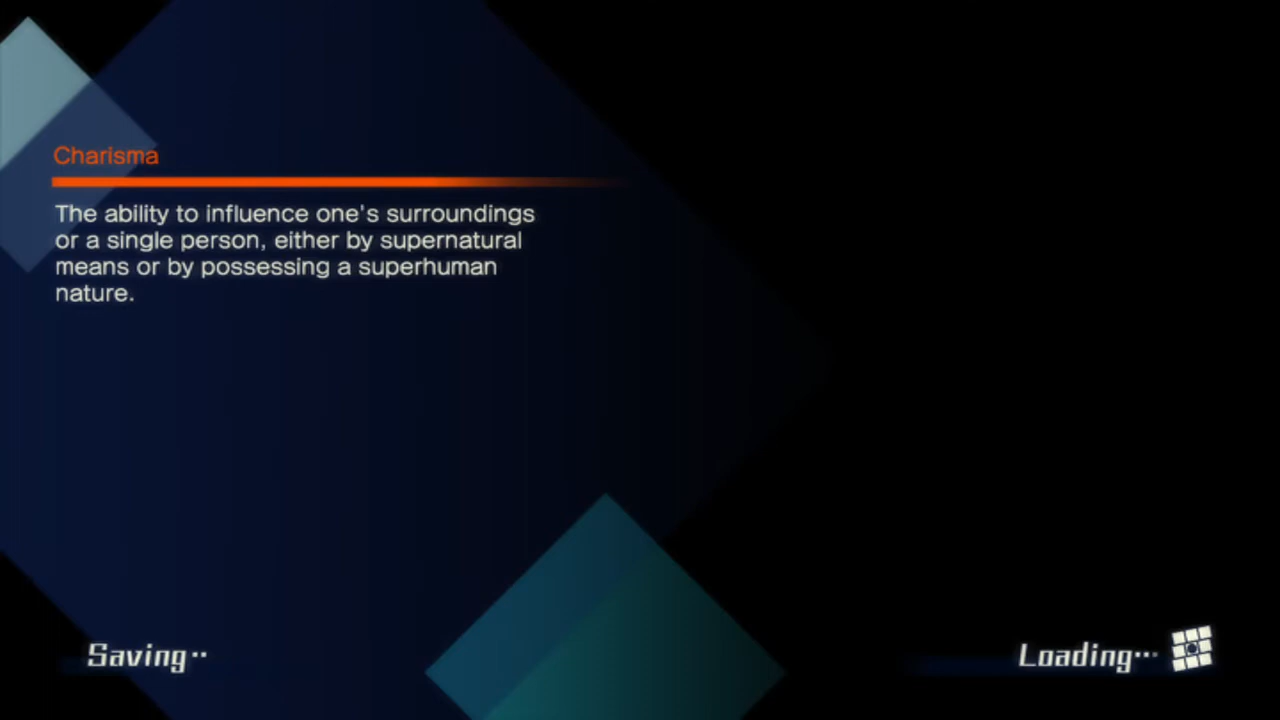 Charisma
The ability to influence one's surroundings
or a single person, either by supernatural
means or by possessing a superhuman
nature.
Saving··
Loading···